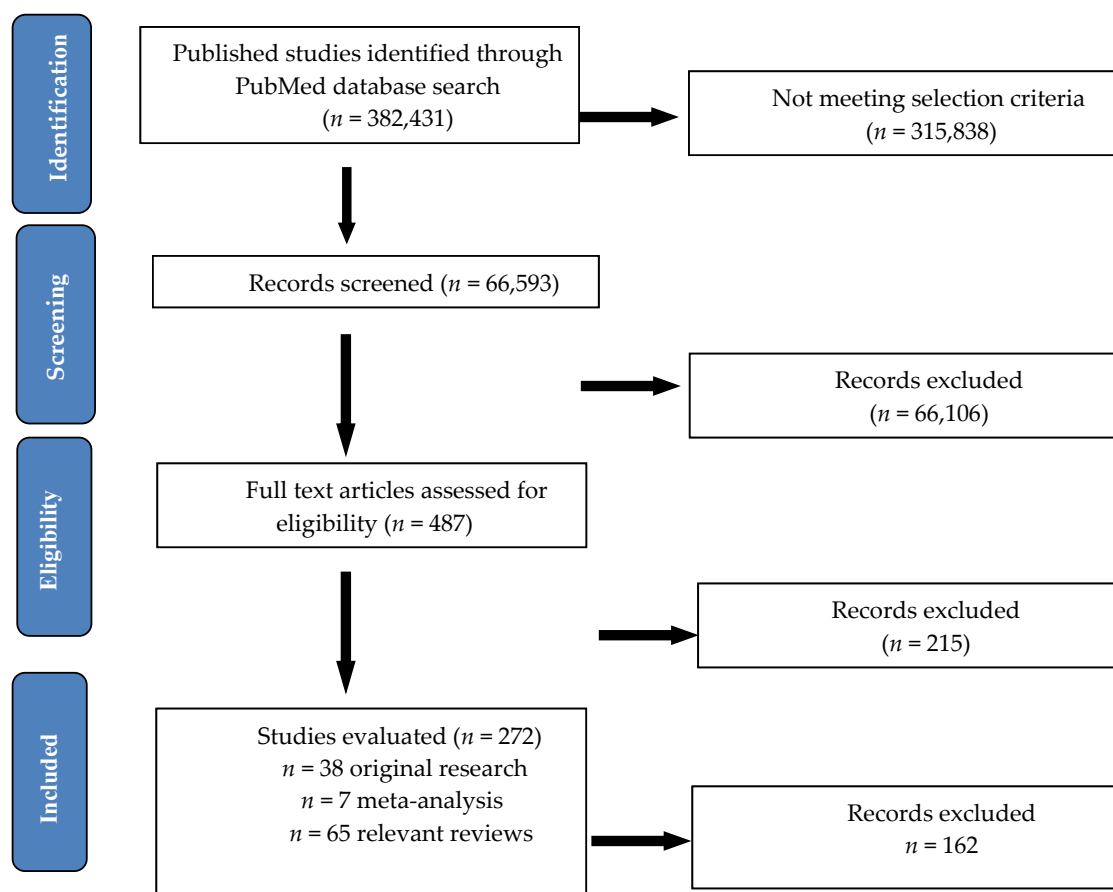 Identification
Published studies identified through
PubMed database search
(n = 382,431)
Not meeting selection criteria
(n = 315,838)
Screening
Records screened (n = 66,593)
Records excluded
(n = 66,106)
Eligibility
Full text articles assessed for
eligibility (n = 487)
Records excluded
(n = 215)
Included
Studies evaluated (n = 272)
n = 38 original research
n = 7 meta-analysis
n = 65 relevant reviews
Records excluded
n = 162